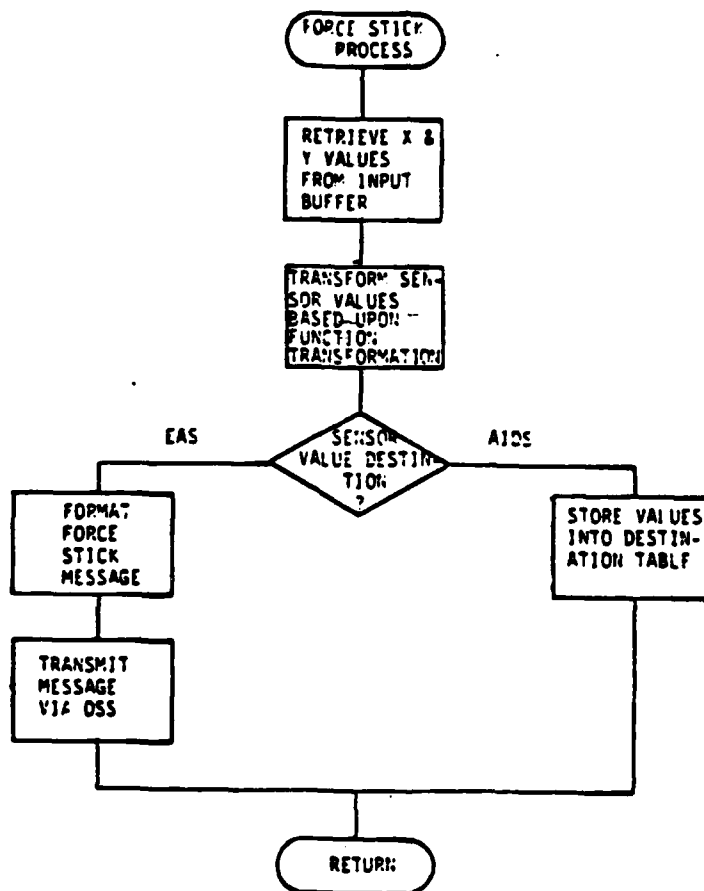 FORCE STICK
PROCESS
RETRIEVE X &
Y VALUES
FROM INPUT
BUFFER
TRANSFORM SEN-
SOR VALUES
BASED UPON
FUNCTION
TRANSFORMATION
EAS
SENSOR
VALUE DESTIN-
TION
?
AIDS
FORMAT
FORCE
STICK
MESSAGE
STORE VALUES
INTO DESTIN-
ATION TABLE
TRANSMIT
MESSAGE
VIA OSS
RETURN